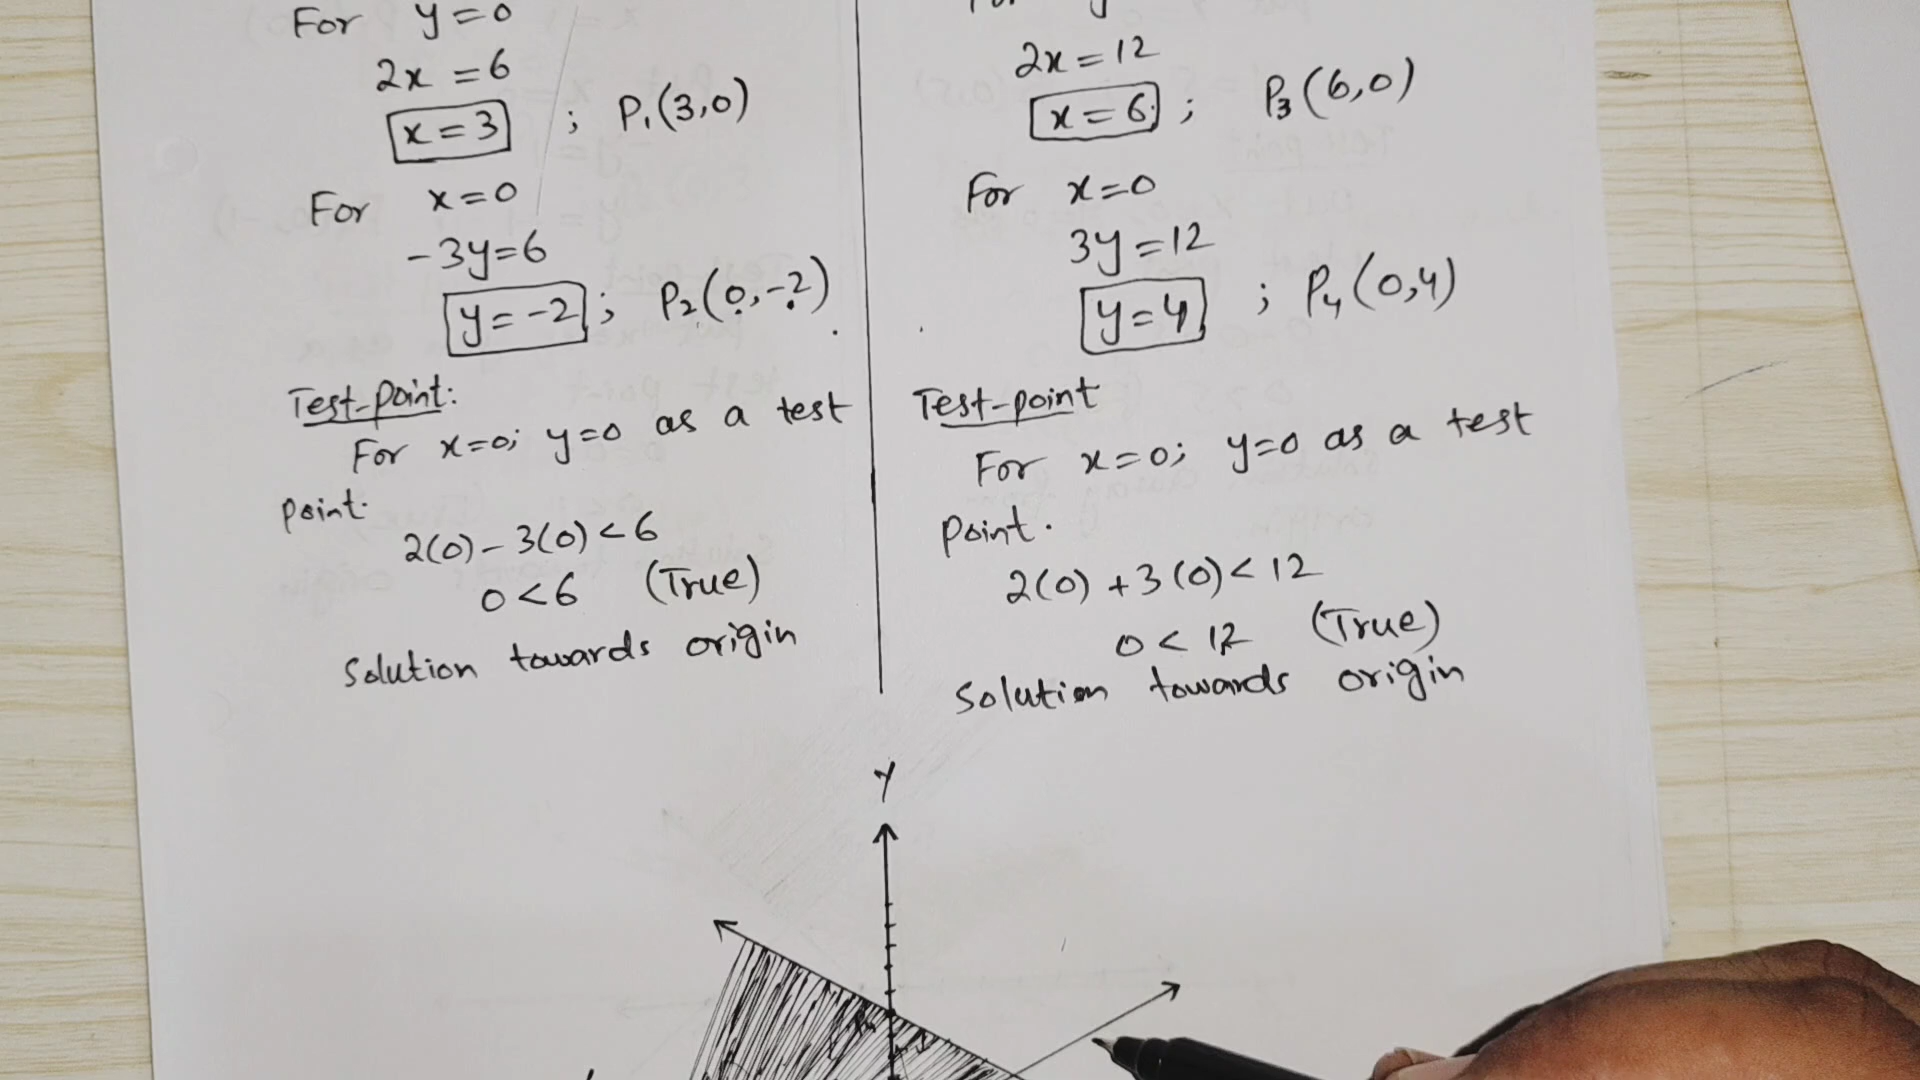 For y=0
2x = 6
x = 3 ; P₁(3,0)
For x=0
-3y=6
y = -2 ; P₂(0,-2)
Test-point:
For x=0; y=0 as a test
point.
2(0) - 3(0) < 6
0 < 6 (True)
Solution towards origin
2x = 12
x = 6 ; P₃(6,0)
For x=0
3y = 12
y = 4 ; P₄(0,4)
Test-point
For x=0; y=0 as a test
Point.
2(0) + 3(0) < 12
0 < 12 (True)
Solution towards origin
Y